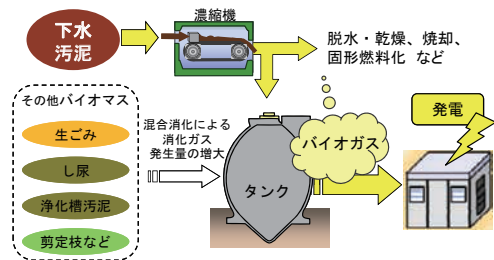 下水
汚泥
濃縮機
脱水・乾燥、焼却、
固形燃料化 など
その他バイオマス
生ごみ
し尿
浄化槽汚泥
剪定枝など
混合消化による
消化ガス
発生量の増大
タンク
バイオガス
発電